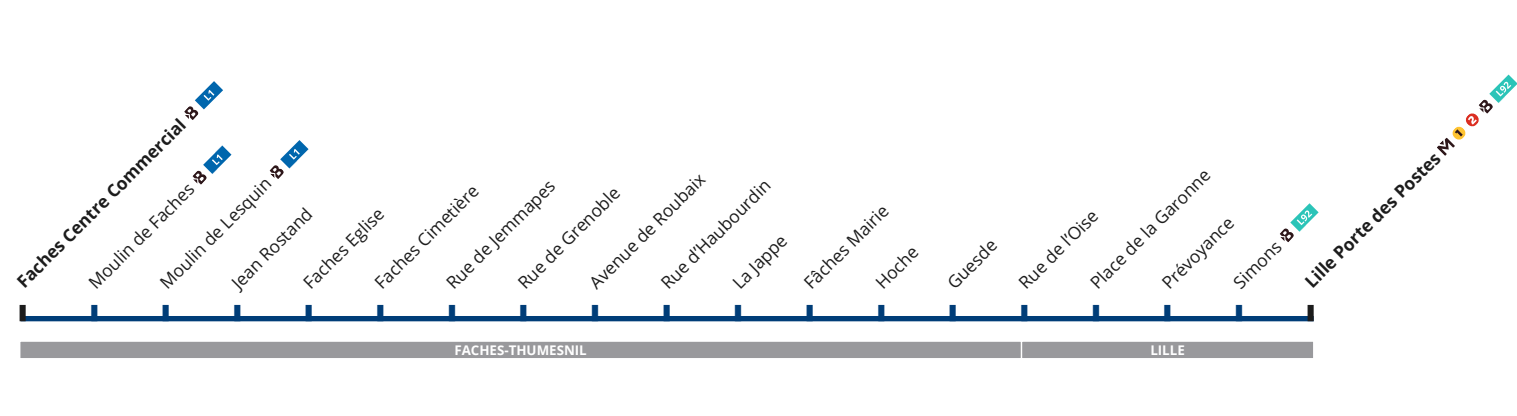 Faches Centre Commercial B L1
Moulin de Faches B L1
Moulin de Lesquin B L1
Jean Rostand
Faches Eglise
Faches Cimetière
Rue de Jemmapes
Rue de Grenoble
Avenue de Roubaix
Rue d'Haubourdin
La Jappe
Fâches Mairie
Hoche
Guesde
Rue de l'Oise
Place de la Garonne
Prévoyance
Simons B L92
Lille Porte des Postes M 1 2 B L92
FACHES-THUMESNIL
LILLE